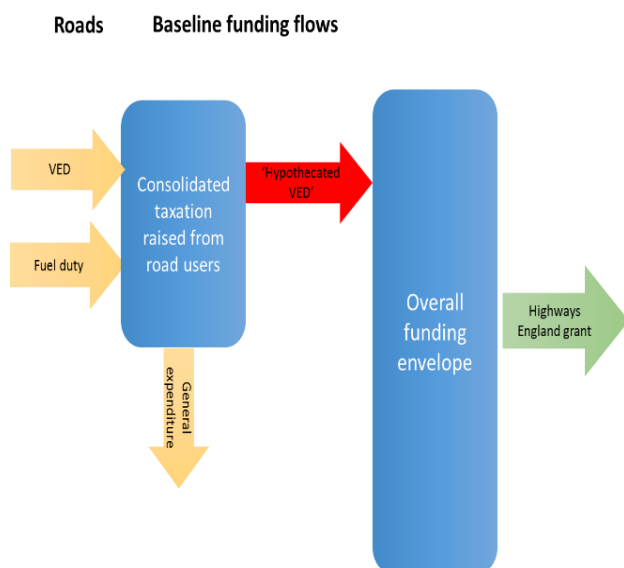 Roads Baseline funding flows
VED
Fuel duty
Consolidated
taxation
raised from
road users
‘Hypothecated
VED’
General
expenditure
Overall
funding
envelope
Highways
England grant